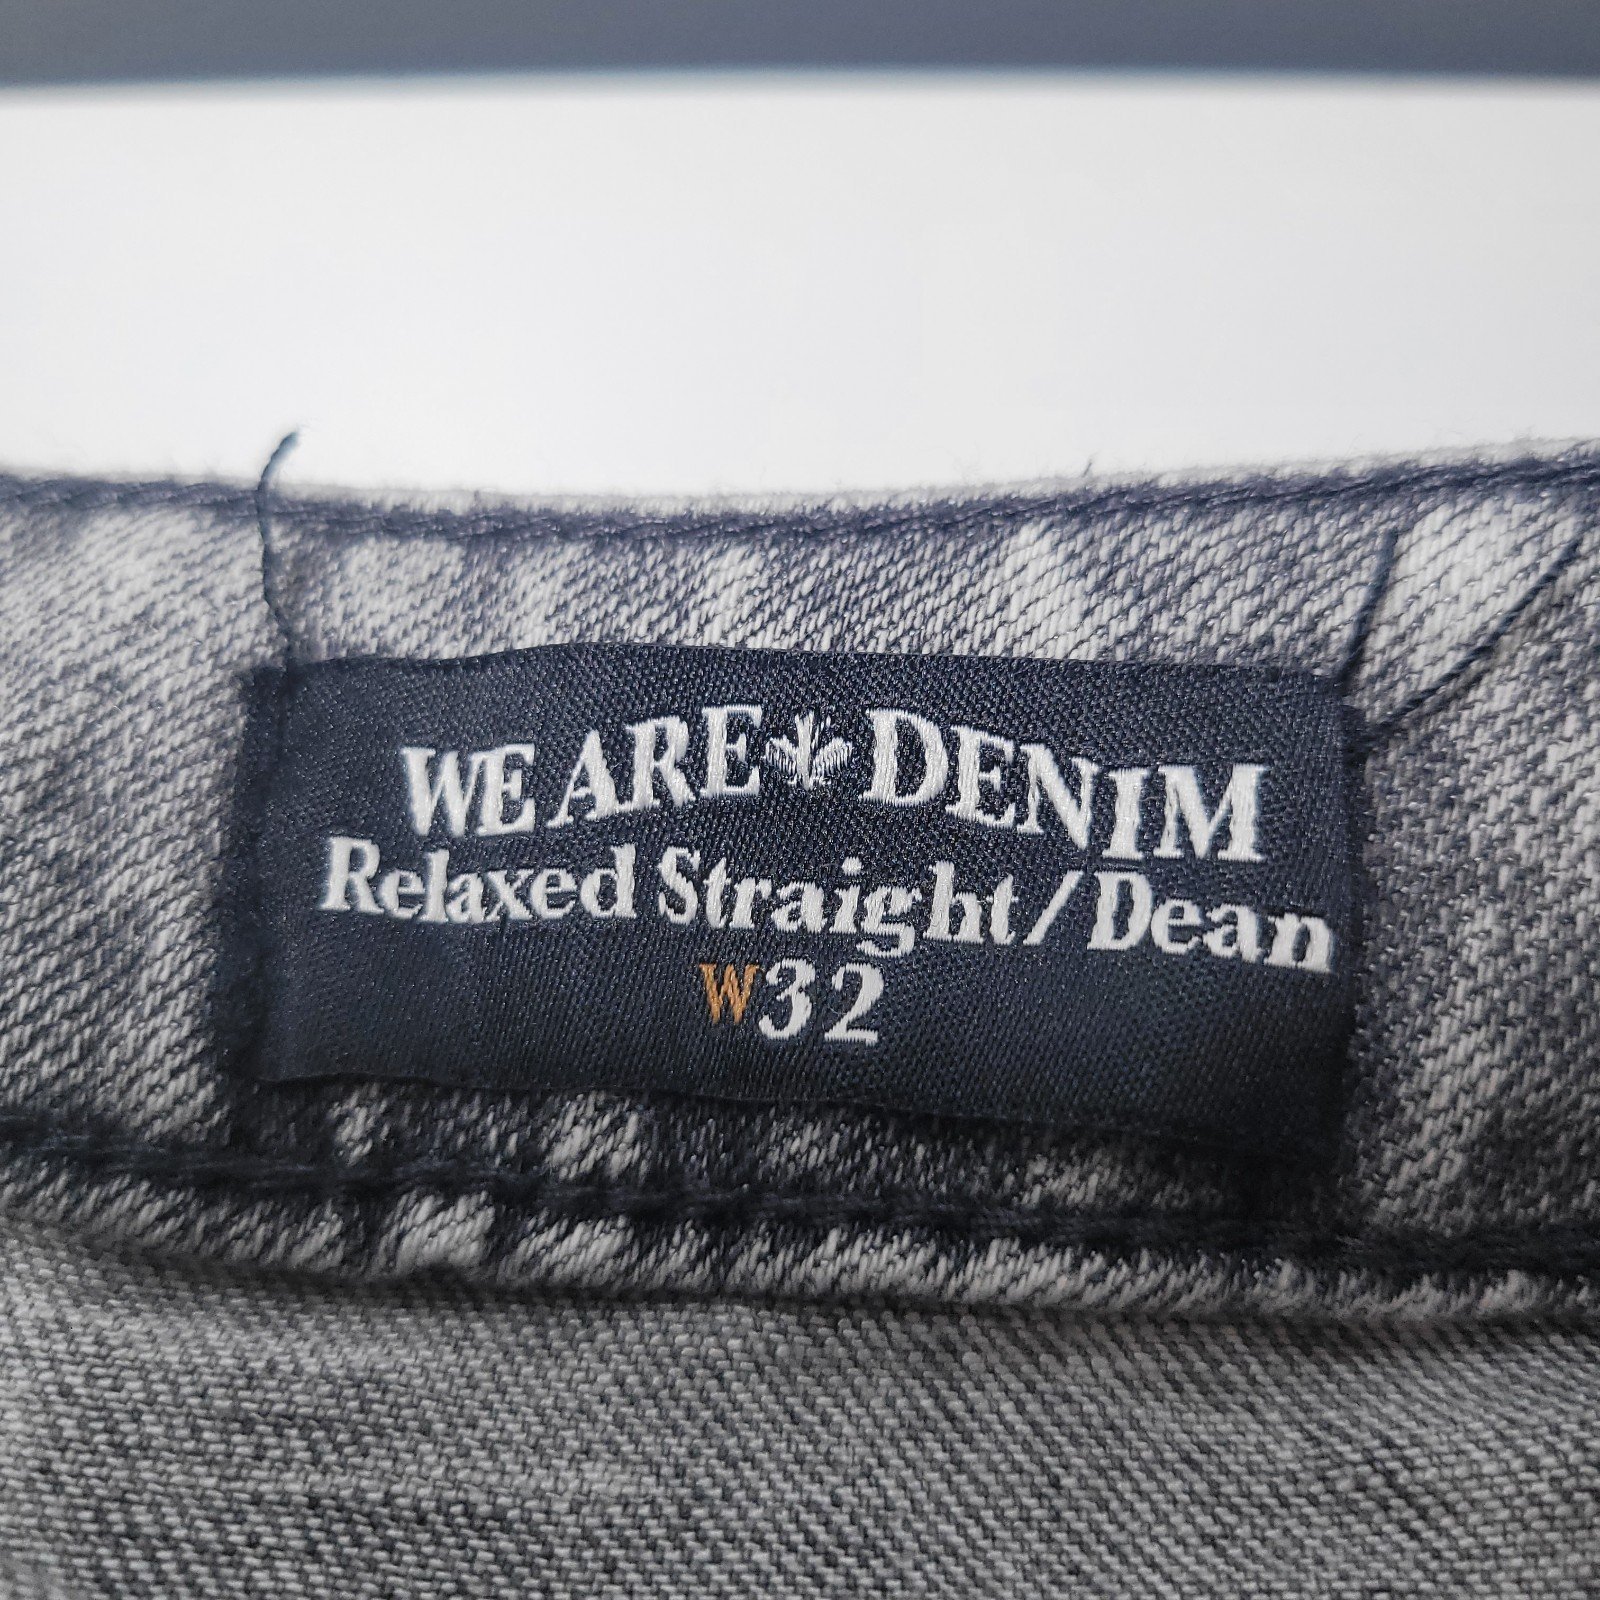 WE ARE DENIM
Relaxed Straight/Dean
W32